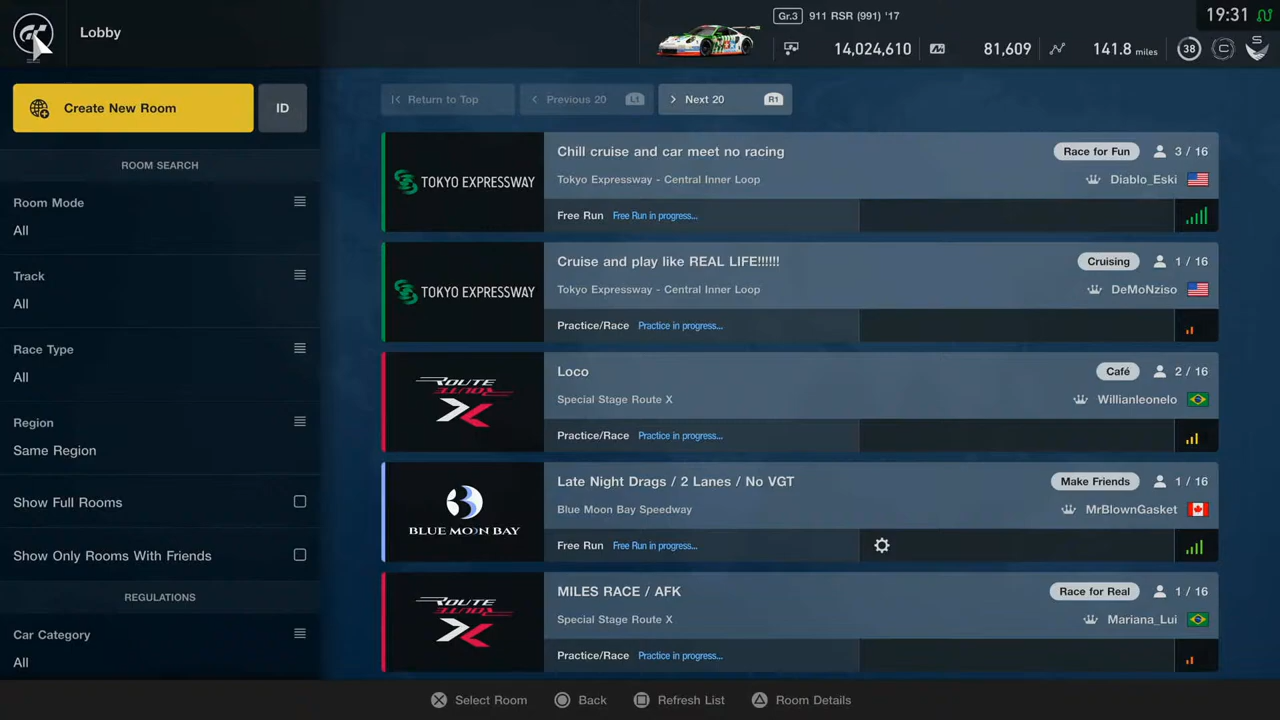 Lobby
Gr.3 911 RSR (991) '17
19:31
14,024,610 81,609 141.8 miles 38 C S
Create New Room ID
ROOM SEARCH
Room Mode
All
Track
All
Race Type
All
Region
Same Region
Show Full Rooms
Show Only Rooms With Friends
REGULATIONS
Car Category
All
Return to Top Previous 20 L1 Next 20 R1
TOKYO EXPRESSWAY
Chill cruise and car meet no racing Race for Fun 3 / 16
Tokyo Expressway - Central Inner Loop Diablo_Eski
Free Run Free Run in progress...
TOKYO EXPRESSWAY
Cruise and play like REAL LIFE!!!!!! Cruising 1 / 16
Tokyo Expressway - Central Inner Loop DeMoNziso
Practice/Race Practice in progress...
ROUTE X
Loco Café 2 / 16
Special Stage Route X Willianleonelo
Practice/Race Practice in progress...
BLUE MOON BAY
Late Night Drags / 2 Lanes / No VGT Make Friends 1 / 16
Blue Moon Bay Speedway MrBlownGasket
Free Run Free Run in progress...
ROUTE X
MILES RACE / AFK Race for Real 1 / 16
Special Stage Route X Mariana_Lui
Practice/Race Practice in progress...
Select Room Back Refresh List Room Details